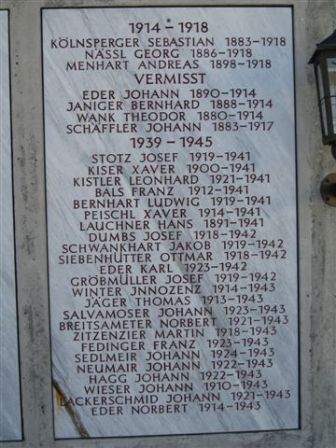 1914 - 1918
KÖLNSPERGER SEBASTIAN 1883-1918
NASSL GEORG 1886-1918
MENHART ANDREAS 1898-1918
VERMISST
EDER JOHANN 1890-1914
JANIGER BERNHARD 1888-1914
WANK THEODOR 1880-1914
SCHÄFFLER JOHANN 1883-1917
1939-1945
STOTZ JOSEF 1919-1941
KISER XAVER 1900-1941
KISTLER LEONHARD 1921-1941
BALS FRANZ 1912-1941
BERNHART LUDWIG 1919-1941
PEISCHL XAVER 1914-1941
LAUCHNER HANS 1891-1941
DUMBS JOSEF 1918-1942
SCHWANKHART JAKOB 1919-1942
SIEBENHÜTTER OTTMAR 1918-1942
EDER KARL 1923-1942
GRÖBMÜLLER JOSEF 1919-1942
WINTER JNNOZENZ 1914-1943
JÄGER THOMAS 1913-1943
SALVAMOSER JOHANN 1923-1943
BREITSAMETER NORBERT 1921-1943
ZITZENZIER MARTIN 1918-1943
FEDINGER FRANZ 1923-1943
SEDLMEIR JOHANN 1924-1943
NEUMAIR JOHANN 1922-1943
HAGG JOHANN 1922-1943
WIESER JOHANN 1910-1943
LACKERSCHMID JOHANN 1921-1943
EDER NORBERT 1914-1943